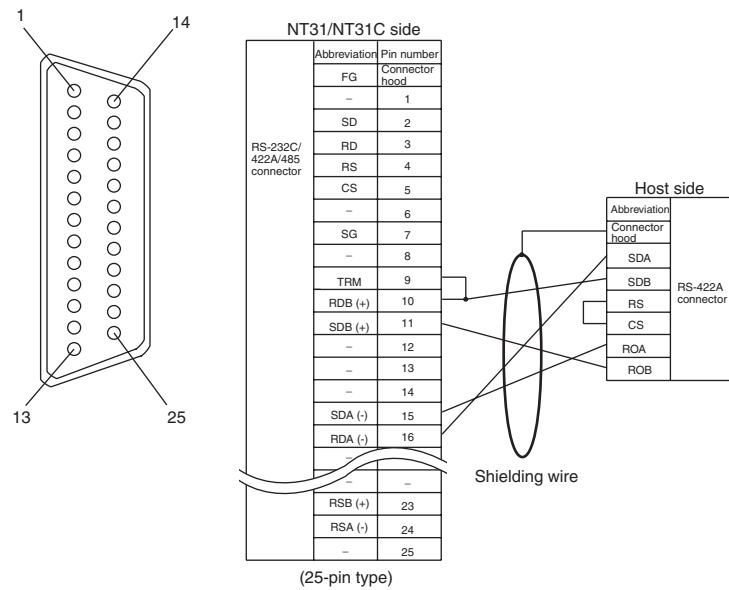 1
14
13
25
NT31/NT31C side
Abbreviation Pin number
FG Connector hood
– 1
SD 2
RD 3
RS 4
CS 5
– 6
SG 7
– 8
TRM 9
RDB (+) 10
SDB (+) 11
– 12
– 13
– 14
SDA (-) 15
RDA (-) 16
–
– –
RSB (+) 23
RSA (-) 24
– 25
RS-232C/
422A/485
connector
(25-pin type)
Shielding wire
Host side
Abbreviation
Connector
hood
SDA
SDB
RS
CS
ROA
ROB
RS-422A
connector